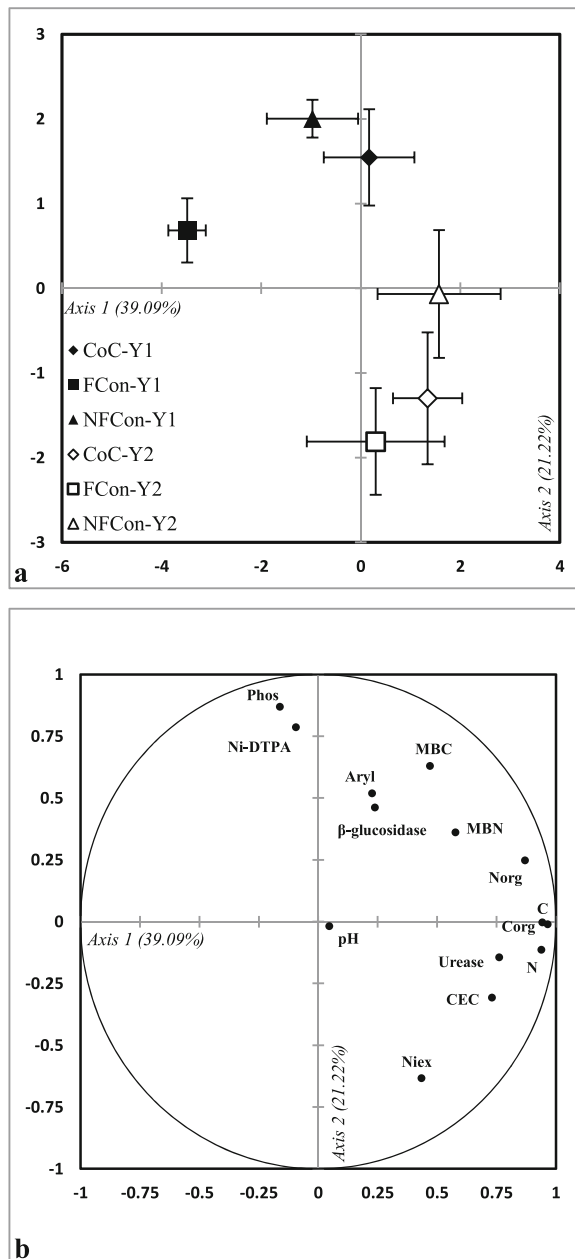 3
2
1
0
-1
-2
-3
Axis 1 (39.09%)
Axis 2 (21.22%)
CoC-Y1
FCon-Y1
NFCon-Y1
CoC-Y2
FCon-Y2
NFCon-Y2
-6 -4 -2 0 2 4
a
1
0.75
0.5
0.25
0
-0.25
-0.5
-0.75
-1
Phos
Ni-DTPA
MBC
Aryl
β-glucosidase
MBN
Norg
C
Corg
Axis 1 (39.09%)
pH
Urease
N
CEC
Niex
Axis 2 (21.22%)
-1 -0.75 -0.5 -0.25 0 0.25 0.5 0.75 1
b